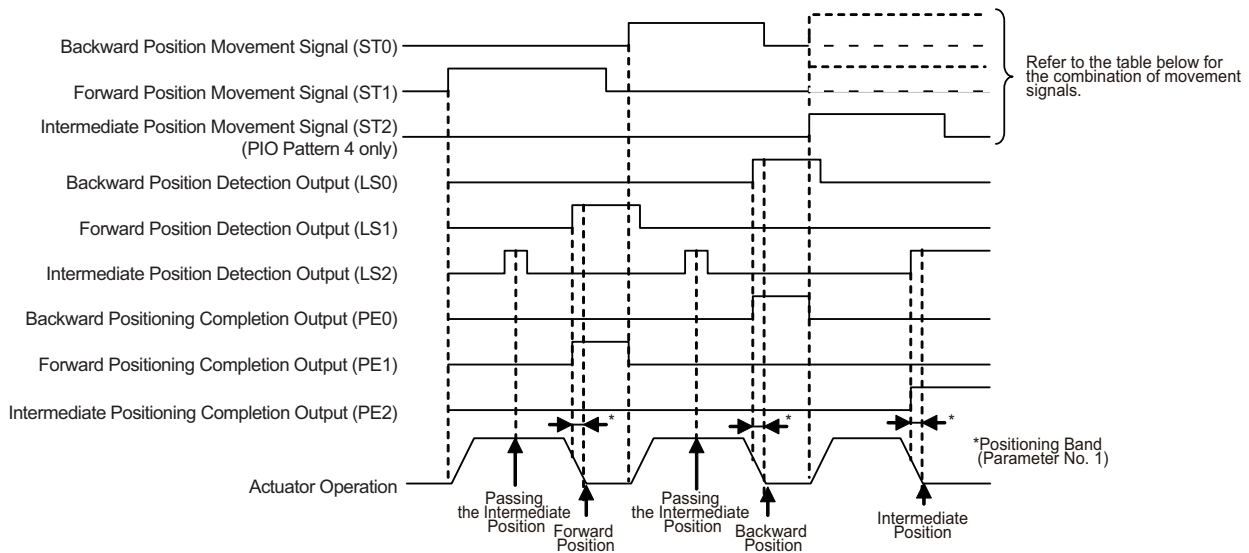 Backward Position Movement Signal (ST0)
Forward Position Movement Signal (ST1)
Intermediate Position Movement Signal (ST2)
(PIO Pattern 4 only)
Refer to the table below for
the combination of movement
signals.
Backward Position Detection Output (LS0)
Forward Position Detection Output (LS1)
Intermediate Position Detection Output (LS2)
Backward Positioning Completion Output (PE0)
Forward Positioning Completion Output (PE1)
Intermediate Positioning Completion Output (PE2)
*
*
*
*Positioning Band
(Parameter No. 1)
Actuator Operation
Passing
the Intermediate
Position
Forward
Position
Passing
the Intermediate
Position
Backward
Position
Intermediate
Position